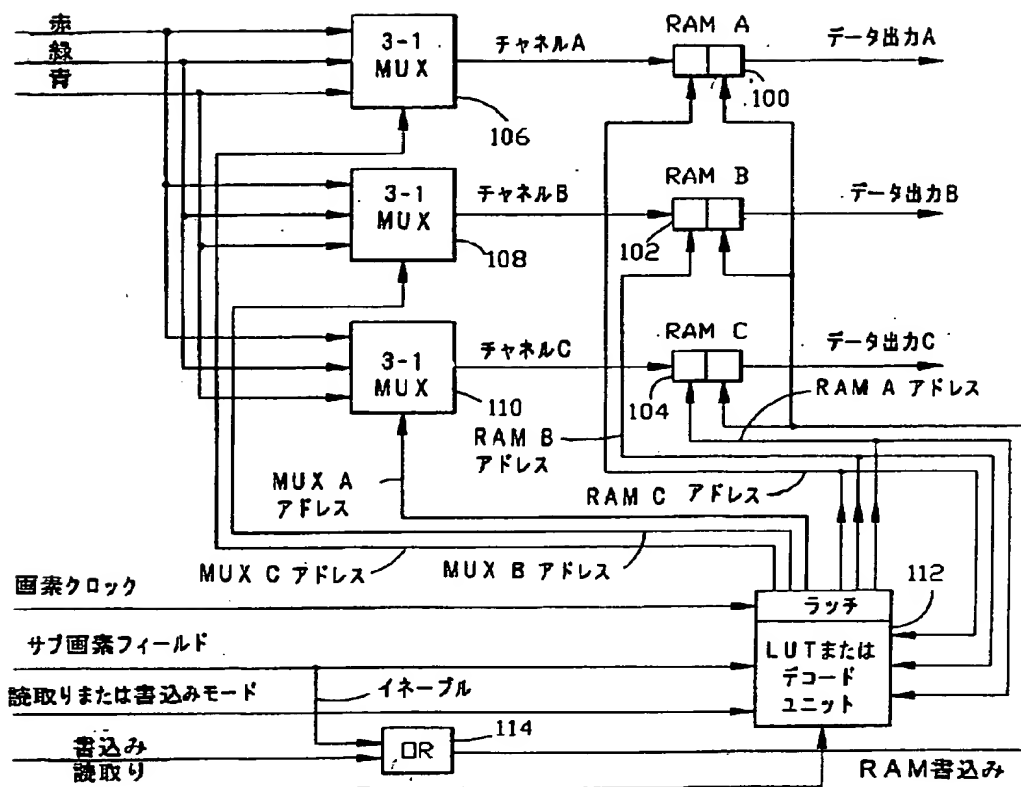 赤
緑
青
3-1
MUX
106
チャネルA
RAM A
100
データ出力A
3-1
MUX
108
チャネルB
RAM B
102
データ出力B
3-1
MUX
110
チャネルC
RAM C
104
データ出力C
RAM A アドレス
RAM B
アドレス
RAM C アドレス
MUX A
アドレス
MUX C アドレス
MUX B アドレス
画素クロック
112
ラッチ
サブ画素フィールド
LUTまたは
デコード
ユニット
読取りまたは書込みモード
イネーブル
114
OR
書込み
読取り
RAM書込み